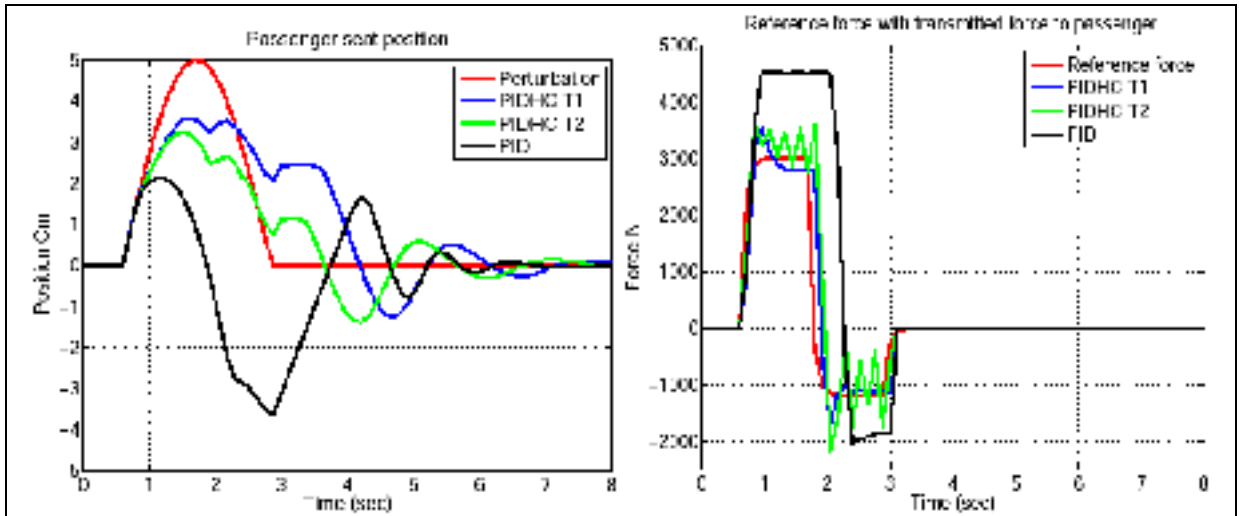 Passenger seat position
5
4
3
2
1
0
-1
-2
-3
-4
5
0 1 2 3 4 5 6 7 8
Time (sec)
Position Cm
Perturbation
PIDHC T1
PIDHC T2
PID
Reference force with transmitted force to passenger
5000
4000
3000
2000
1000
0
-1000
-2000
0 1 2 3 4 5 6 7 8
Time (sec)
Force N
Reference force
PIDHC T1
PIDHC T2
PID